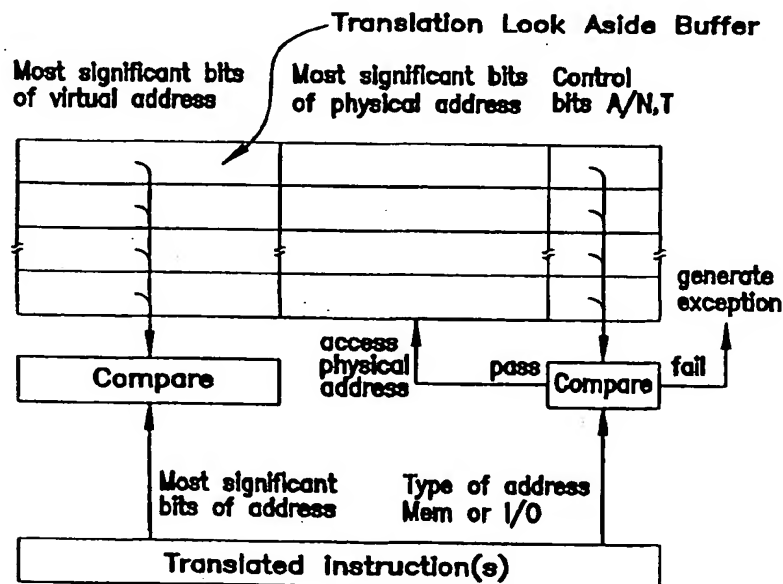 Translation Look Aside Buffer
Most significant bits
of virtual address
Most significant bits
of physical address
Control
bits A/N,T
generate
exception
access
physical
address
pass
fail
Compare
Compare
Most significant
bits of address
Type of address
Mem or I/O
Translated instruction(s)